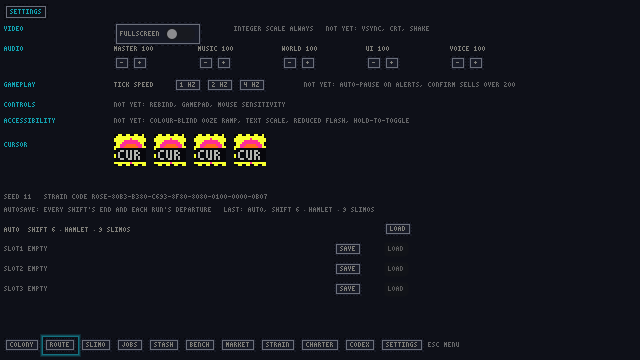 SETTINGS
VIDEO FULLSCREEN INTEGER SCALE ALWAYS NOT YET: VSYNC, CRT, SHAKE
AUDIO MASTER 100 MUSIC 100 WORLD 100 UI 100 VOICE 100
- + - + - + - + - +
GAMEPLAY TICK SPEED 1 HZ 2 HZ 4 HZ NOT YET: AUTO-PAUSE ON ALERTS, CONFIRM SELLS OVER 200
CONTROLS NOT YET: REBIND, GAMEPAD, MOUSE SENSITIVITY
ACCESSIBILITY NOT YET: COLOUR-BLIND OOZE RAMP, TEXT SCALE, REDUCED FLASH, HOLD-TO-TOGGLE
CURSOR CUR CUR CUR CUR
SEED 11 STRAIN CODE ROSE-80B3-B380-C693-8F80-8080-0100-0000-0B07
AUTOSAVE: EVERY SHIFT'S END AND EACH RUN'S DEPARTURE LAST: AUTO, SHIFT 6 · HAMLET · 9 SLIMOS
AUTO SHIFT 6 · HAMLET · 9 SLIMOS LOAD
SLOT1 EMPTY SAVE LOAD
SLOT2 EMPTY SAVE LOAD
SLOT3 EMPTY SAVE LOAD
COLONY ROUTE SLIMO JOBS STASH BENCH MARKET STRAIN CHARTER CODEX SETTINGS ESC MENU